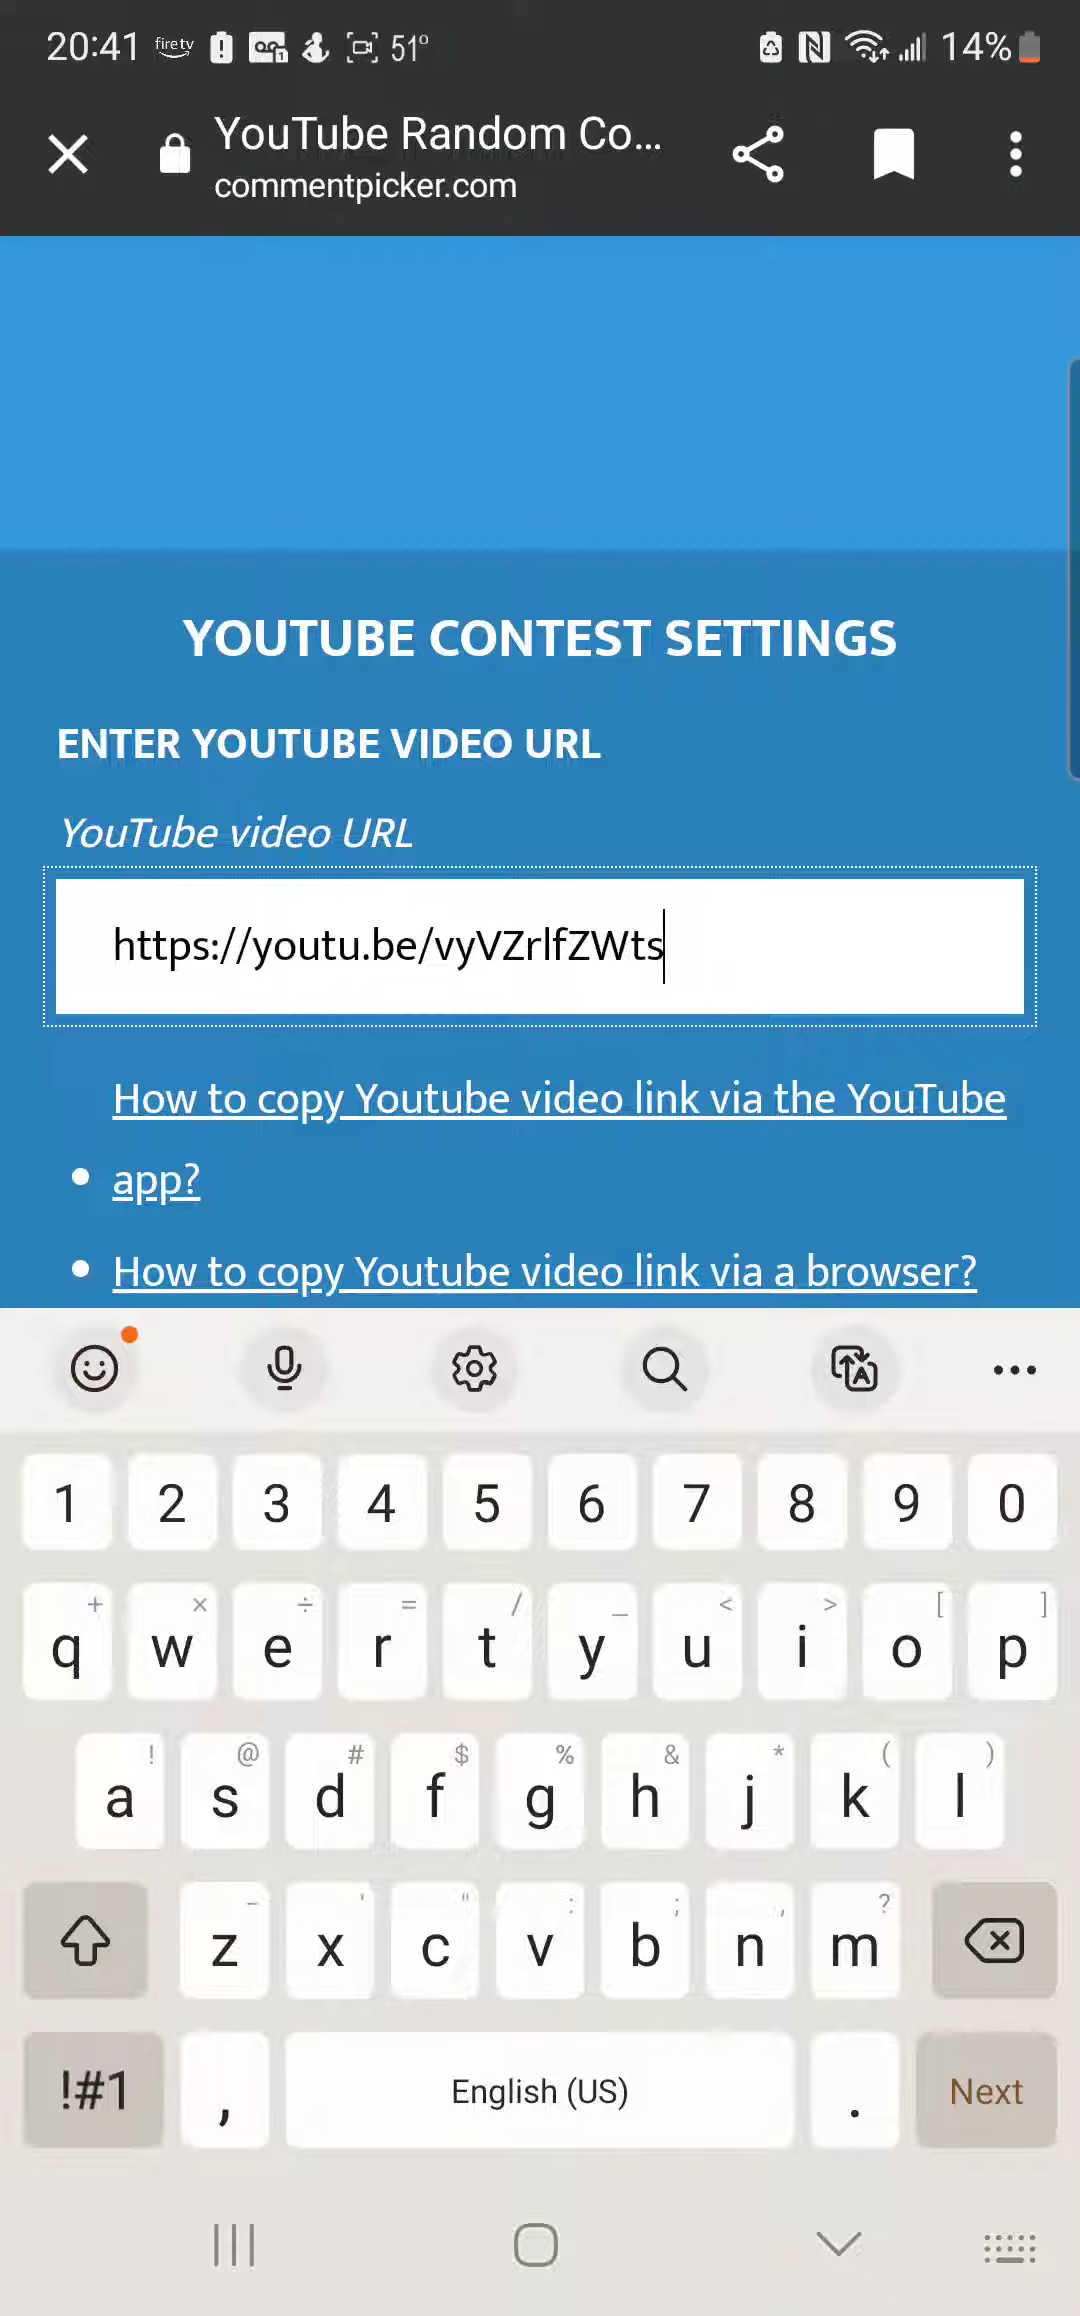 20:41 firetv 51° 14%
YouTube Random Co...
commentpicker.com
YOUTUBE CONTEST SETTINGS
ENTER YOUTUBE VIDEO URL
YouTube video URL
https://youtu.be/vyVZrlfZWts
How to copy Youtube video link via the YouTube
• app?
• How to copy Youtube video link via a browser?
1 2 3 4 5 6 7 8 9 0
+ × ÷ = / _ < > [ ]
q w e r t y u i o p
! @ # $ % & * ( )
a s d f g h j k l
- ' " : ; , ?
z x c v b n m
!#1 , English (US) . Next